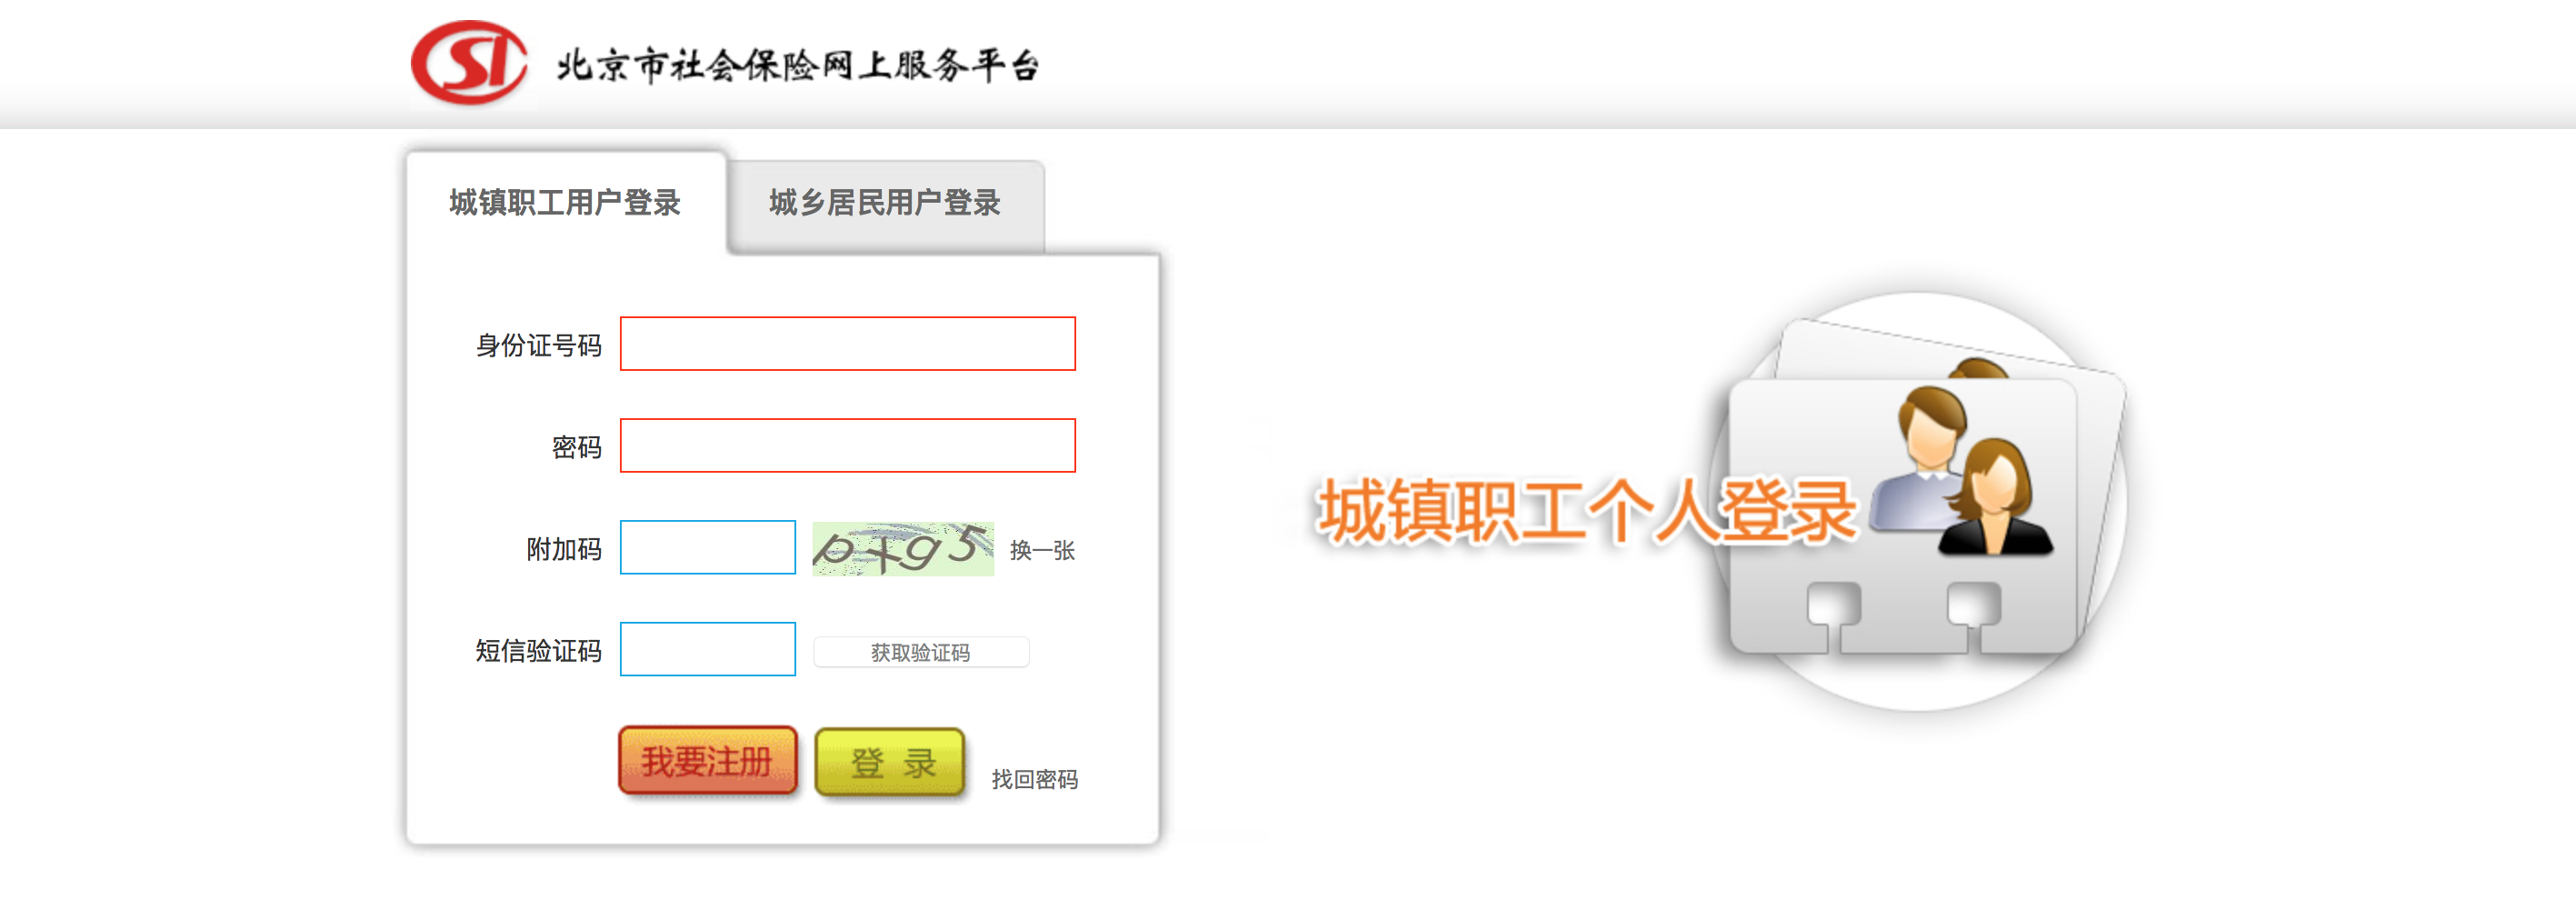 CSI 北京市社会保险网上服务平台
城镇职工用户登录 城乡居民用户登录
身份证号码
密码
附加码 换一张
短信验证码 获取验证码
我要注册 登录 找回密码
城镇职工个人登录